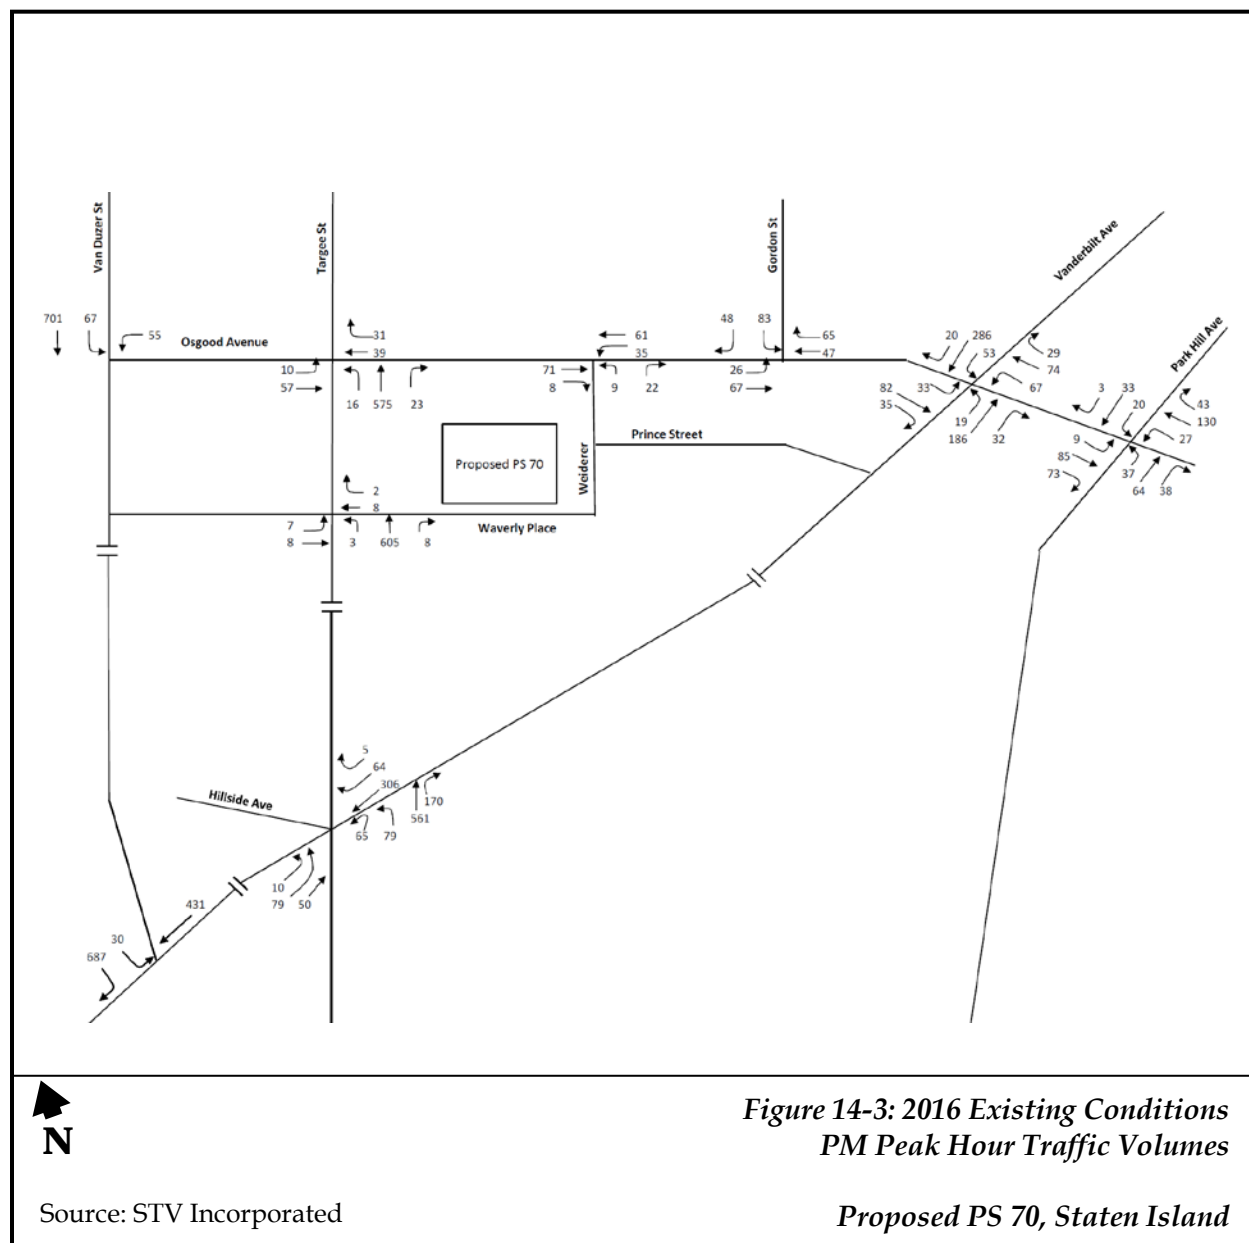 Van Duzer St
Targee St
Gordon St
Vanderbilt Ave
Park Hill Ave
701 67
55
Osgood Avenue
31
39
10
57
16 575 23
61
35
71
8
9 22
48 83
65
47
26
67
20 286
53
29
74
67
82
33
35
19
186 32
3 33
20
43
130
27
9
85
73
37
64 38
Prince Street
Weiderer
Proposed PS 70
2
8
7
8
3 605 8
Waverly Place
5
64
306
170
561
65 79
Hillside Ave
10
79 50
431
30
687
N
Figure 14-3: 2016 Existing Conditions
PM Peak Hour Traffic Volumes
Source: STV Incorporated
Proposed PS 70, Staten Island